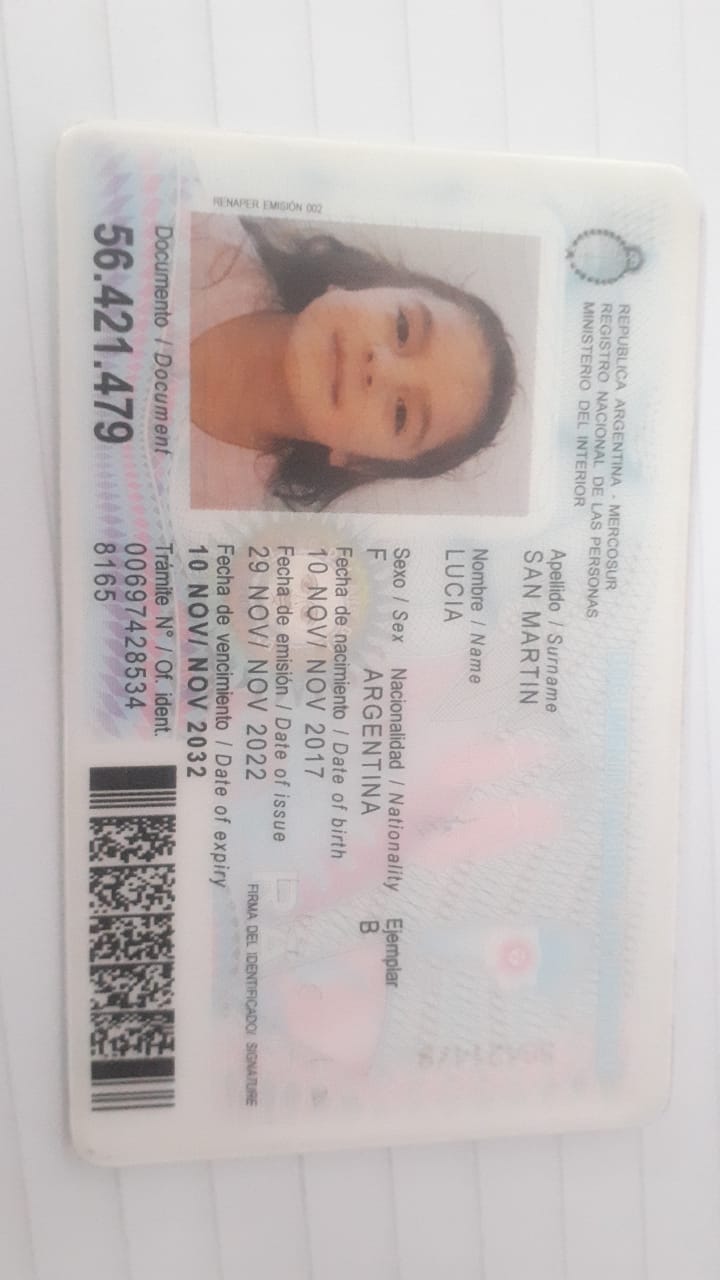 REPUBLICA ARGENTINA - MERCOSUR
REGISTRO NACIONAL DE LAS PERSONAS
MINISTERIO DEL INTERIOR
RENAPER EMISIÓN 002
Apellido / Surname
SAN MARTIN
Nombre / Name
LUCIA
Sexo / Sex Nacionalidad / Nationality Ejemplar
F ARGENTINA B
Fecha de nacimiento / Date of birth
10 NOV/ NOV 2017
Fecha de emisión / Date of issue
29 NOV/ NOV 2022
Fecha de vencimiento / Date of expiry
10 NOV/ NOV 2032
FIRMA DEL IDENTIFICADO/ SIGNATURE
Documento / Document
56.421.479
Trámite N° / Of. ident.
00697428534
8165